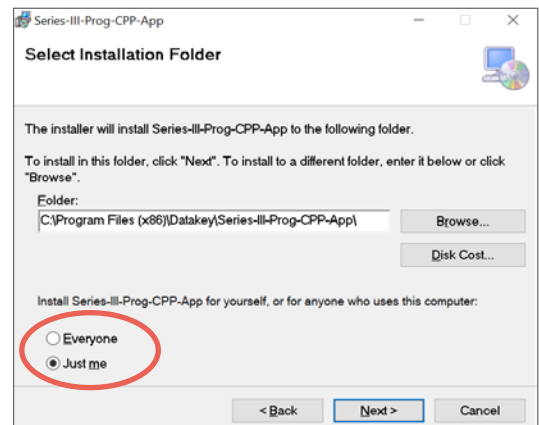 Series-III-Prog-CPP-App
Select Installation Folder
The installer will install Series-III-Prog-CPP-App to the following folder.
To install in this folder, click "Next". To install to a different folder, enter it below or click
"Browse".
Folder:
C:\Program Files (x86)\Datakey\Series-III-Prog-CPP-App\
Browse...
Disk Cost...
Install Series-III-Prog-CPP-App for yourself, or for anyone who uses this computer:
Everyone
Just me
< Back
Next >
Cancel